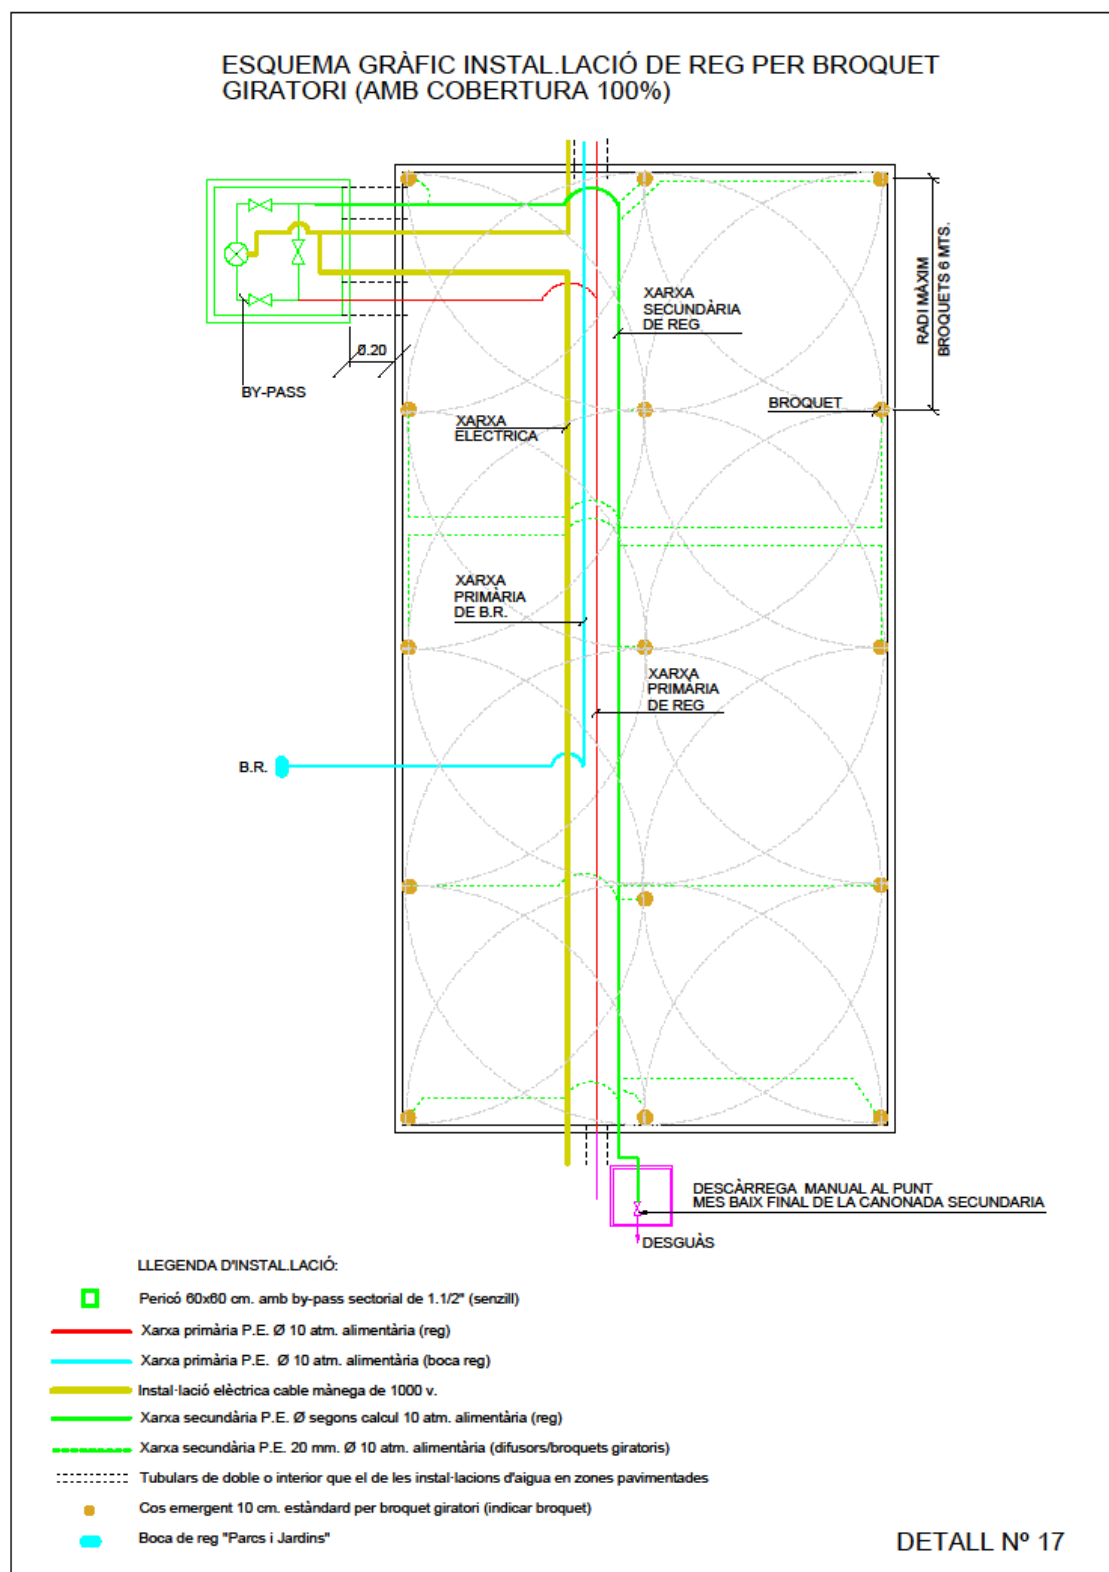 ESQUEMA GRÀFIC INSTAL.LACIÓ DE REG PER BROQUET
GIRATORI (AMB COBERTURA 100%)
XARXA
SECUNDÀRIA
DE REG
RADI MÀXIM
BROQUETS 6 MTS.
0.20
BY-PASS
BROQUET
XARXA
ELECTRICA
XARXA
PRIMÀRIA
DE B.R.
XARXA
PRIMÀRIA
DE REG
B.R.
DESCÀRREGA MANUAL AL PUNT
MES BAIX FINAL DE LA CANONADA SECUNDARIA
DESGUÀS
LLEGENDA D'INSTAL.LACIÓ:
Pericó 60x60 cm. amb by-pass sectorial de 1.1/2" (senzill)
Xarxa primària P.E. Ø 10 atm. alimentària (reg)
Xarxa primària P.E. Ø 10 atm. alimentària (boca reg)
Instal·lació elèctrica cable mànega de 1000 v.
Xarxa secundària P.E. Ø segons calcul 10 atm. alimentària (reg)
Xarxa secundària P.E. 20 mm. Ø 10 atm. alimentària (difusors/broquets giratoris)
Tubulars de doble o interior que el de les instal·lacions d'aigua en zones pavimentades
Cos emergent 10 cm. estàndard per broquet giratori (indicar broquet)
Boca de reg "Parcs i Jardins"
DETALL Nº 17